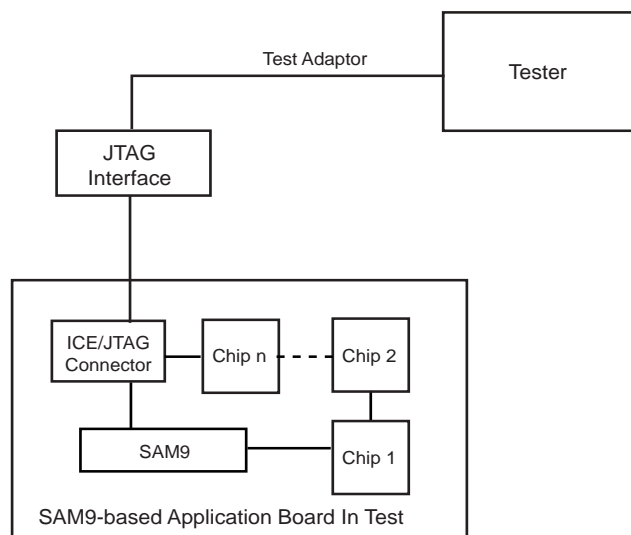 Test Adaptor
Tester
JTAG
Interface
ICE/JTAG
Connector
Chip n
Chip 2
SAM9
Chip 1
SAM9-based Application Board In Test